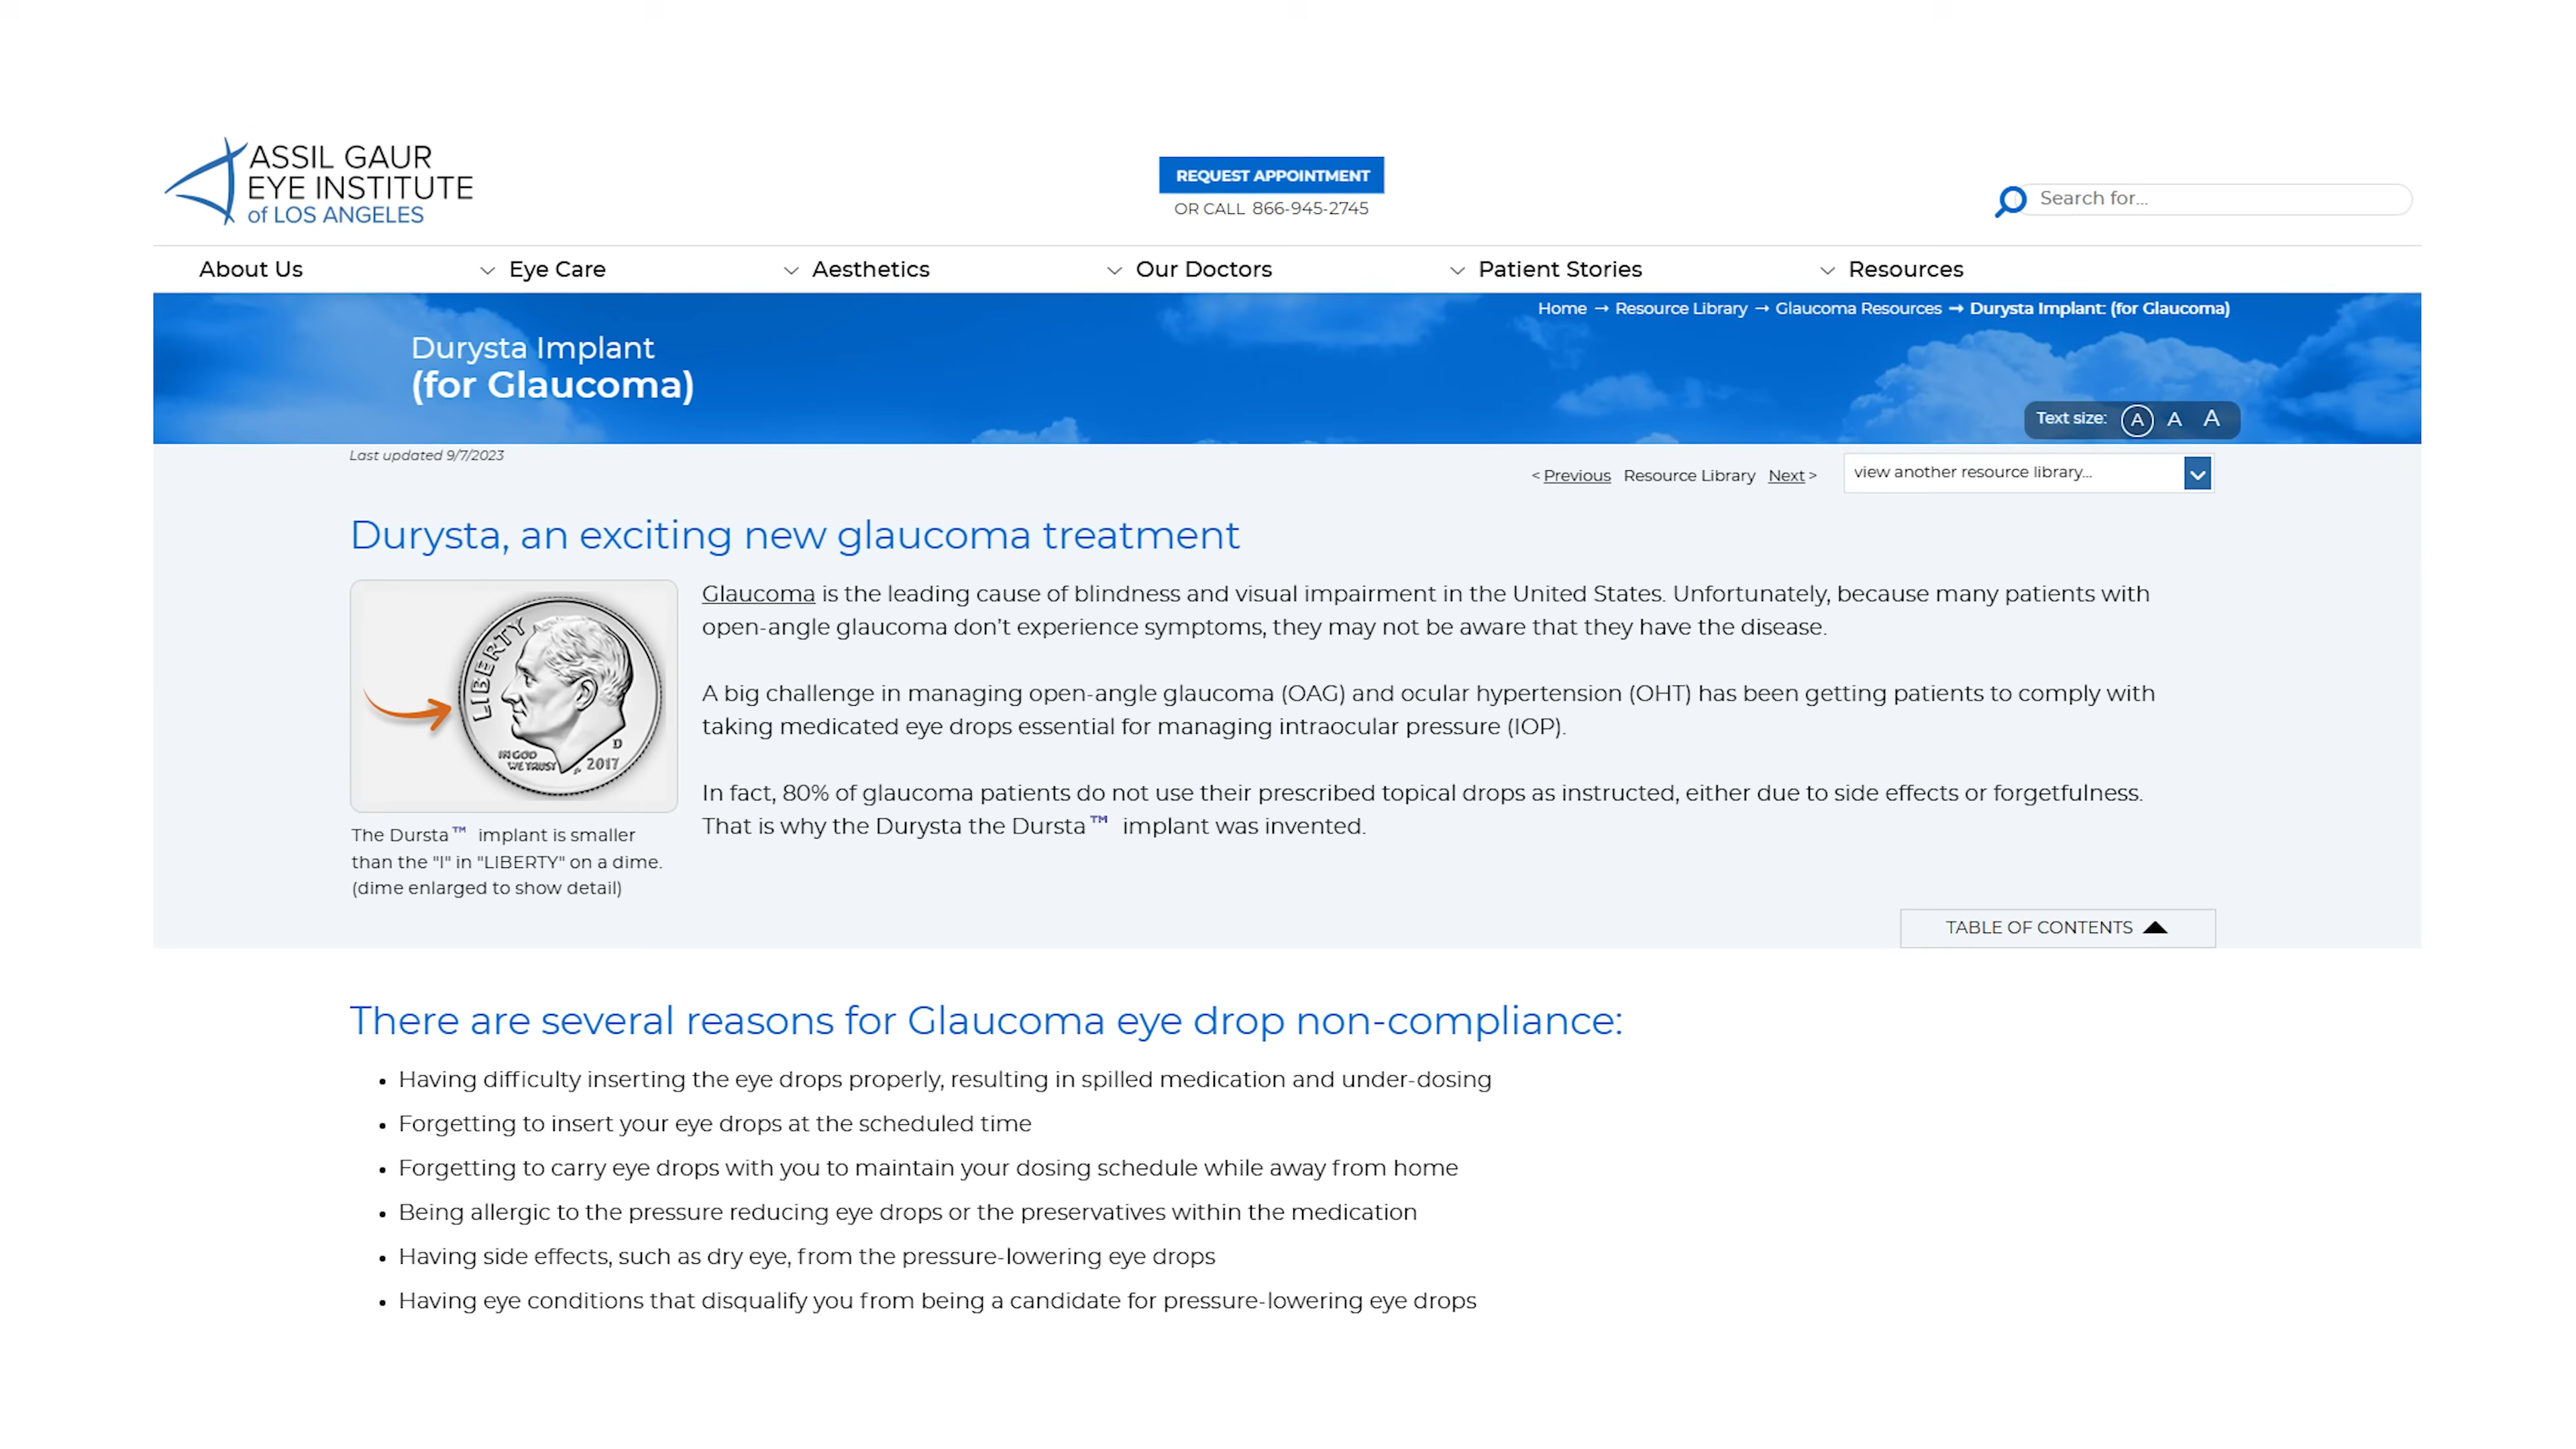 ASSIL GAUR
EYE INSTITUTE
of LOS ANGELES
REQUEST APPOINTMENT
OR CALL 866-945-2745
Search for...
About Us
Eye Care
Aesthetics
Our Doctors
Patient Stories
Resources
Home → Resource Library → Glaucoma Resources → Durysta Implant: (for Glaucoma)
Durysta Implant
(for Glaucoma)
Text size: A A A
Last updated 9/7/2023
< Previous Resource Library Next >
view another resource library...
Durysta, an exciting new glaucoma treatment
LIBERTY
IN GOD
WE TRUST
D
2017
The Dursta™ implant is smaller
than the "I" in "LIBERTY" on a dime.
(dime enlarged to show detail)
Glaucoma is the leading cause of blindness and visual impairment in the United States. Unfortunately, because many patients with
open-angle glaucoma don't experience symptoms, they may not be aware that they have the disease.
A big challenge in managing open-angle glaucoma (OAG) and ocular hypertension (OHT) has been getting patients to comply with
taking medicated eye drops essential for managing intraocular pressure (IOP).
In fact, 80% of glaucoma patients do not use their prescribed topical drops as instructed, either due to side effects or forgetfulness.
That is why the Durysta the Dursta™ implant was invented.
TABLE OF CONTENTS
There are several reasons for Glaucoma eye drop non-compliance:
• Having difficulty inserting the eye drops properly, resulting in spilled medication and under-dosing
• Forgetting to insert your eye drops at the scheduled time
• Forgetting to carry eye drops with you to maintain your dosing schedule while away from home
• Being allergic to the pressure reducing eye drops or the preservatives within the medication
• Having side effects, such as dry eye, from the pressure-lowering eye drops
• Having eye conditions that disqualify you from being a candidate for pressure-lowering eye drops